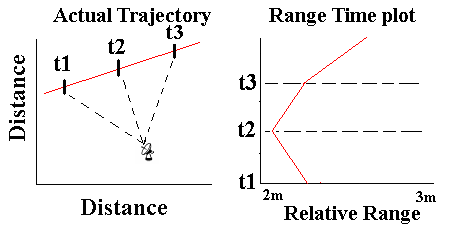 Actual Trajectory
t1
t2
t3
Distance
Distance
Range Time plot
t3
t2
t1
2m
3m
Relative Range